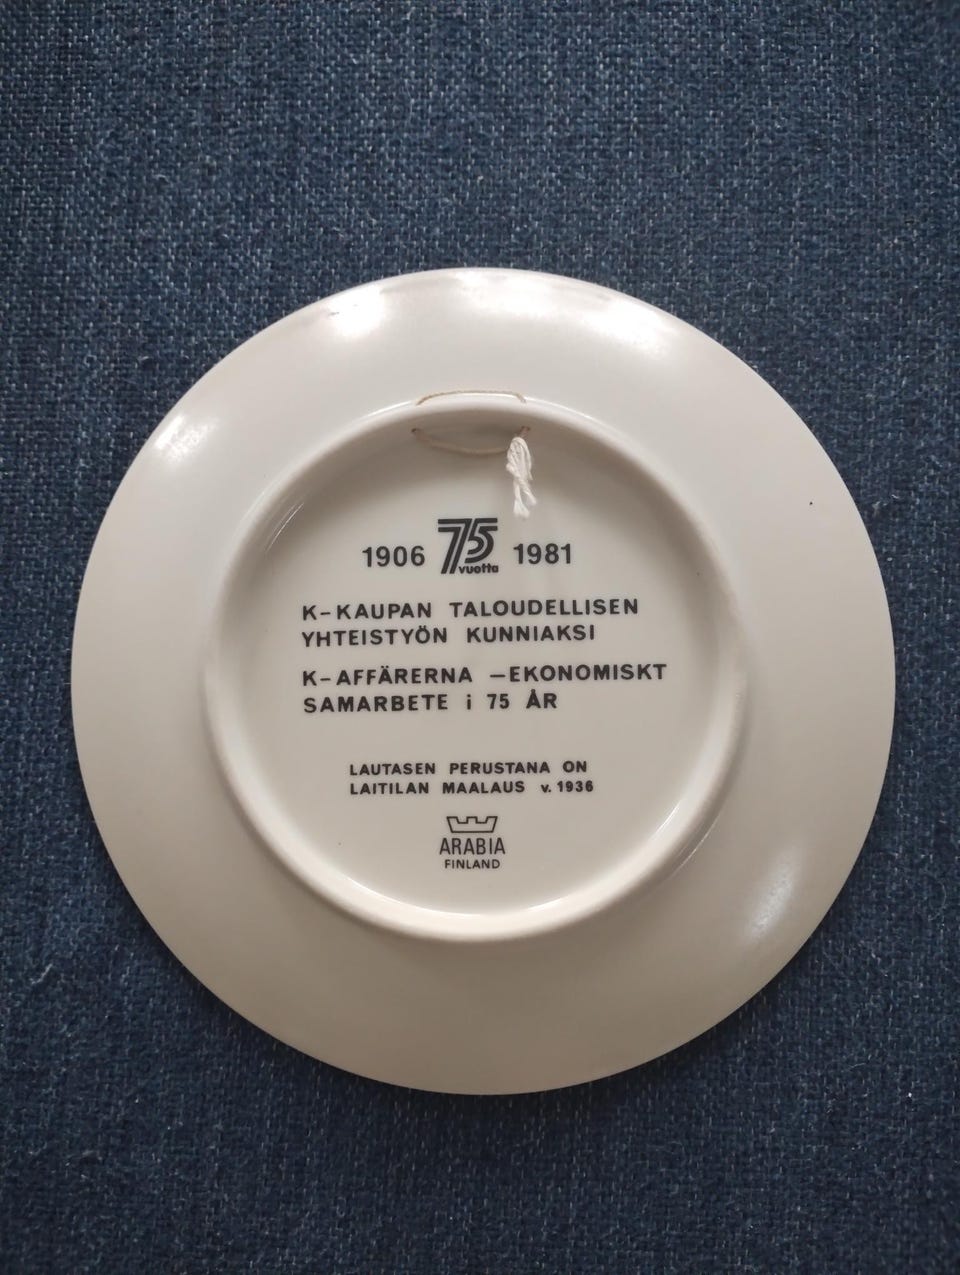 1906 75 vuotta 1981
K-KAUPAN TALOUDELLISEN
YHTEISTYÖN KUNNIAKSI
K-AFFÄRERNA -EKONOMISKT
SAMARBETE i 75 ÅR
LAUTASEN PERUSTANA ON
LAITILAN MAALAUS v. 1936
ARABIA
FINLAND